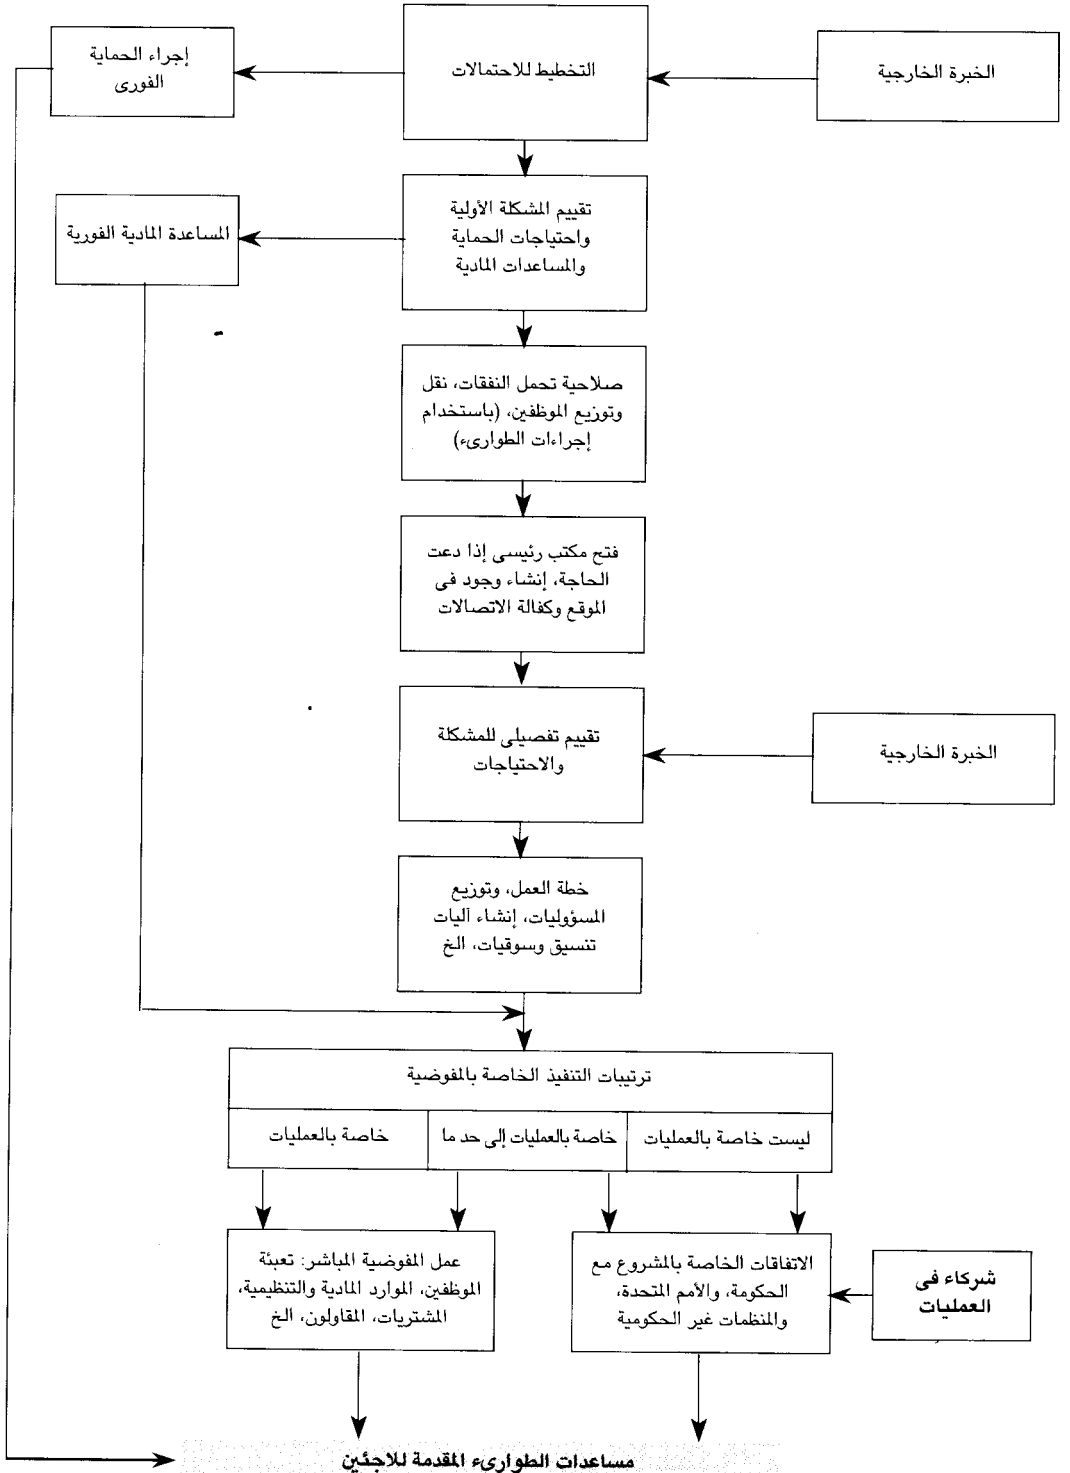 الخبرة الخارجية
التخطيط للاحتمالات
إجراء الحماية
الفورى
تقييم المشكلة الأولية
واحتياجات الحماية
والمساعدات المادية
المساعدة المادية الفورية
صلاحية تحمل النفقات، نقل
وتوزيع الموظفين، (باستخدام
إجراءات الطوارىء)
فتح مكتب رئيسى إذا دعت
الحاجة، إنشاء وجود فى
الموقع وكفالة الاتصالات
تقييم تفصيلى للمشكلة
والاحتياجات
الخبرة الخارجية
خطة العمل، وتوزيع
المسؤوليات، إنشاء آليات
تنسيق وسوقيات، الخ
ترتيبات التنفيذ الخاصة بالمفوضية
ليست خاصة بالعمليات
خاصة بالعمليات إلى حد ما
خاصة بالعمليات
شركاء فى
العمليات
الاتفاقات الخاصة بالمشروع مع
الحكومة، والأمم المتحدة،
والمنظمات غير الحكومية
عمل المفوضية المباشر: تعبئة
الموظفين، الموارد المادية والتنظيمية،
المشتريات، المقاولون، الخ
مساعدات الطوارىء المقدمة للاجئين